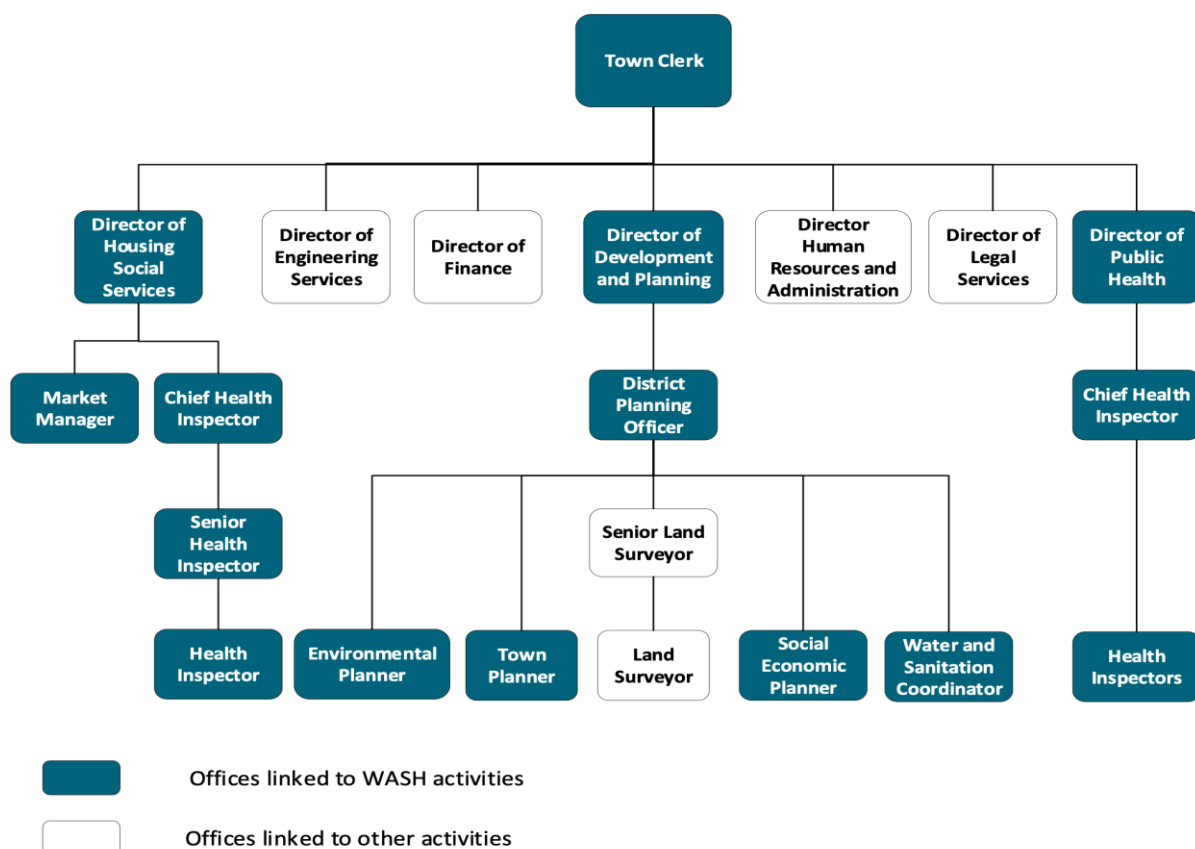 Town Clerk
Director of
Housing
Social
Services
Director of
Engineering
Services
Director of
Finance
Director of
Development
and Planning
Director
Human
Resources and
Administration
Director of
Legal
Services
Director of
Public
Health
Market
Manager
Chief Health
Inspector
District
Planning
Officer
Chief Health
Inspector
Senior
Health
Inspector
Senior Land
Surveyor
Health
Inspector
Environmental
Planner
Town
Planner
Land
Surveyor
Social
Economic
Planner
Water and
Sanitation
Coordinator
Health
Inspectors
Offices linked to WASH activities
Offices linked to other activities